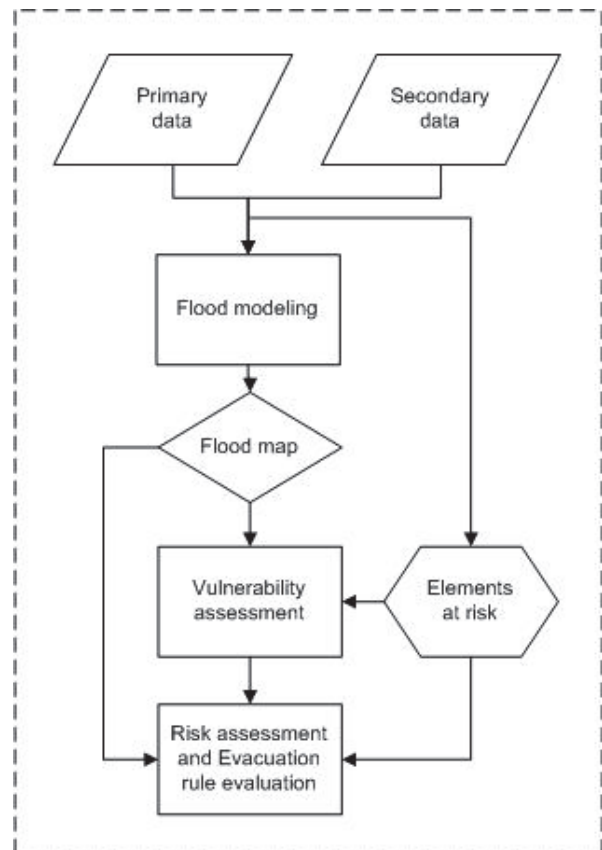 Primary
data
Secondary
data
Flood modeling
Flood map
Vulnerability
assessment
Elements
at risk
Risk assessment
and Evacuation
rule evaluation